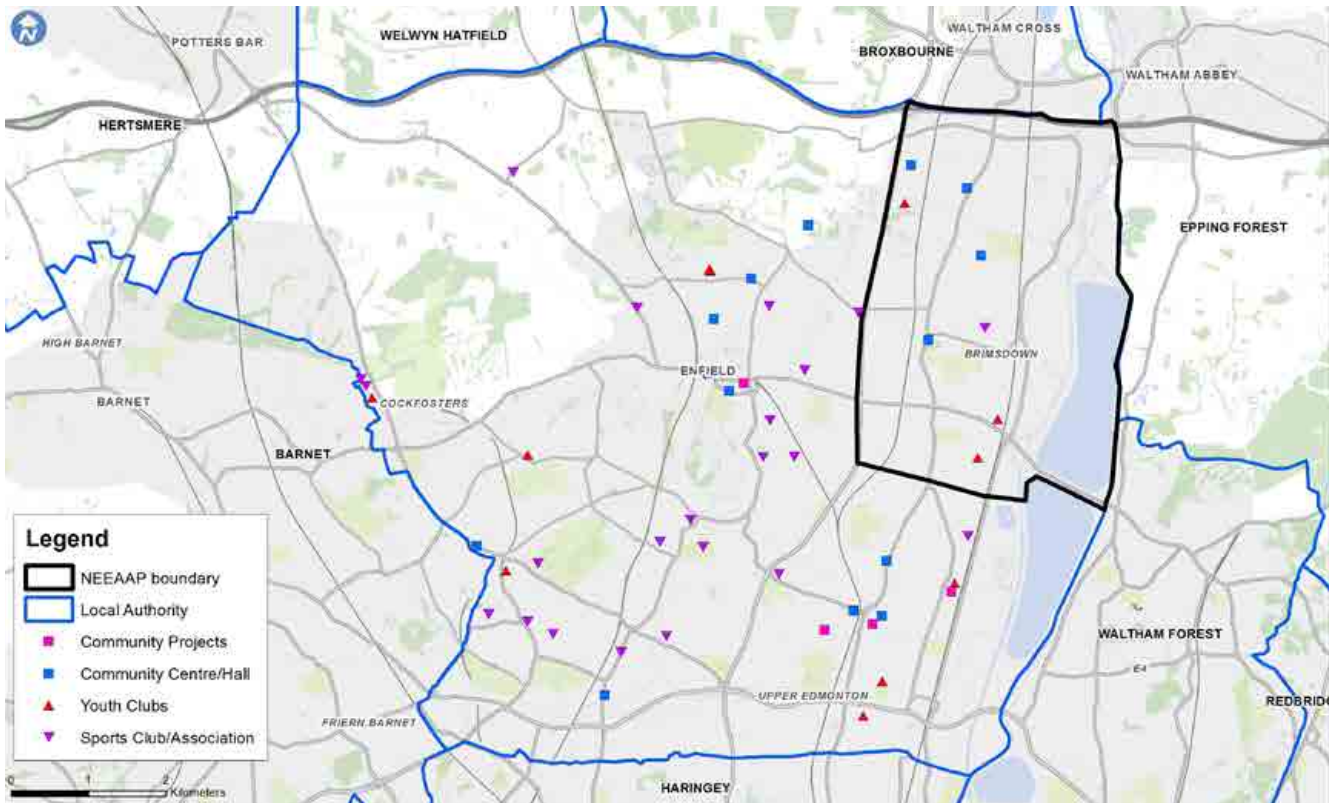 N
POTTERS BAR
WELWYN HATFIELD
BROXBOURNE
WALTHAM CROSS
WALTHAM ABBEY
HERTSMERE
EPPING FOREST
HIGH BARNET
ENFIELD
BRIMSDOWN
BARNET
COCKFOSTERS
BARNET
Legend
NEEAAP boundary
Local Authority
Community Projects
Community Centre/Hall
Youth Clubs
Sports Club/Association
WALTHAM FOREST
E4
UPPER EDMONTON
REDBRIDG
FRIERN BARNET
0 1 2
Kilometers
HARINGEY